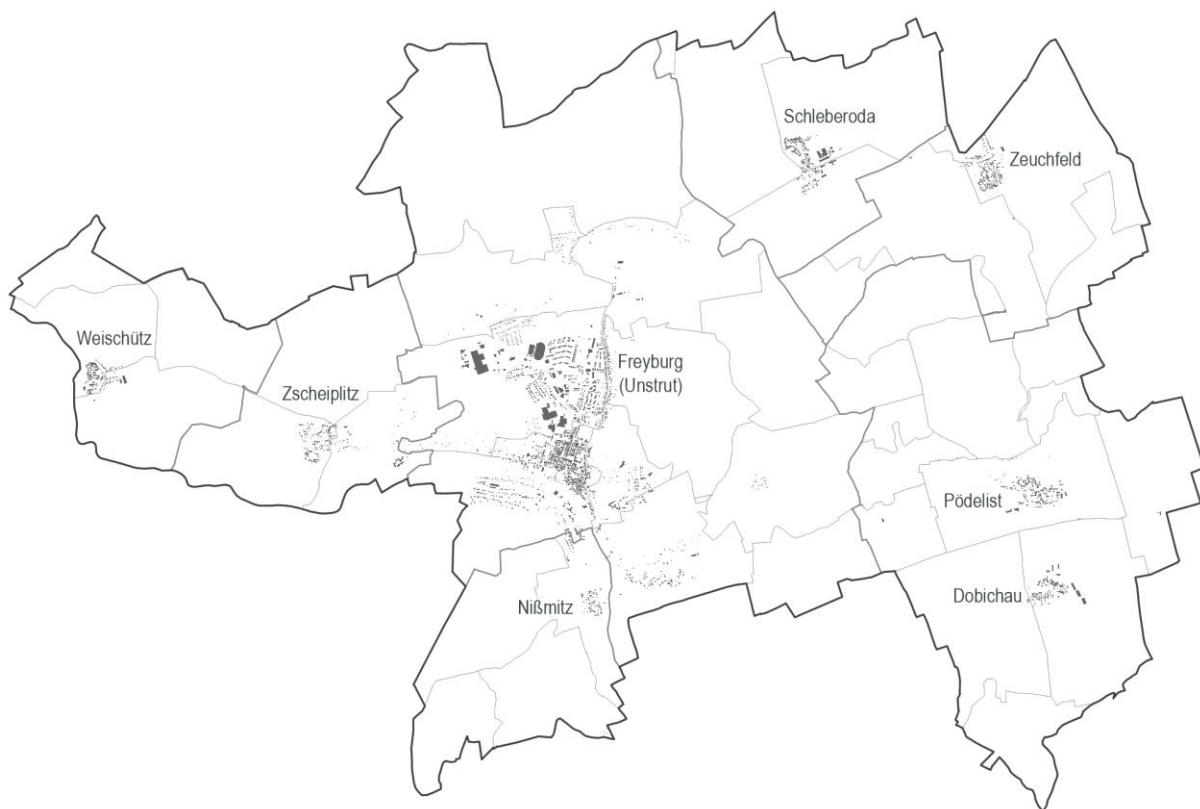 Schleberoda
Zeuchfeld
Weischütz
Zscheiplitz
Freyburg
(Unstrut)
Pödelist
Dobichau
Nißmitz